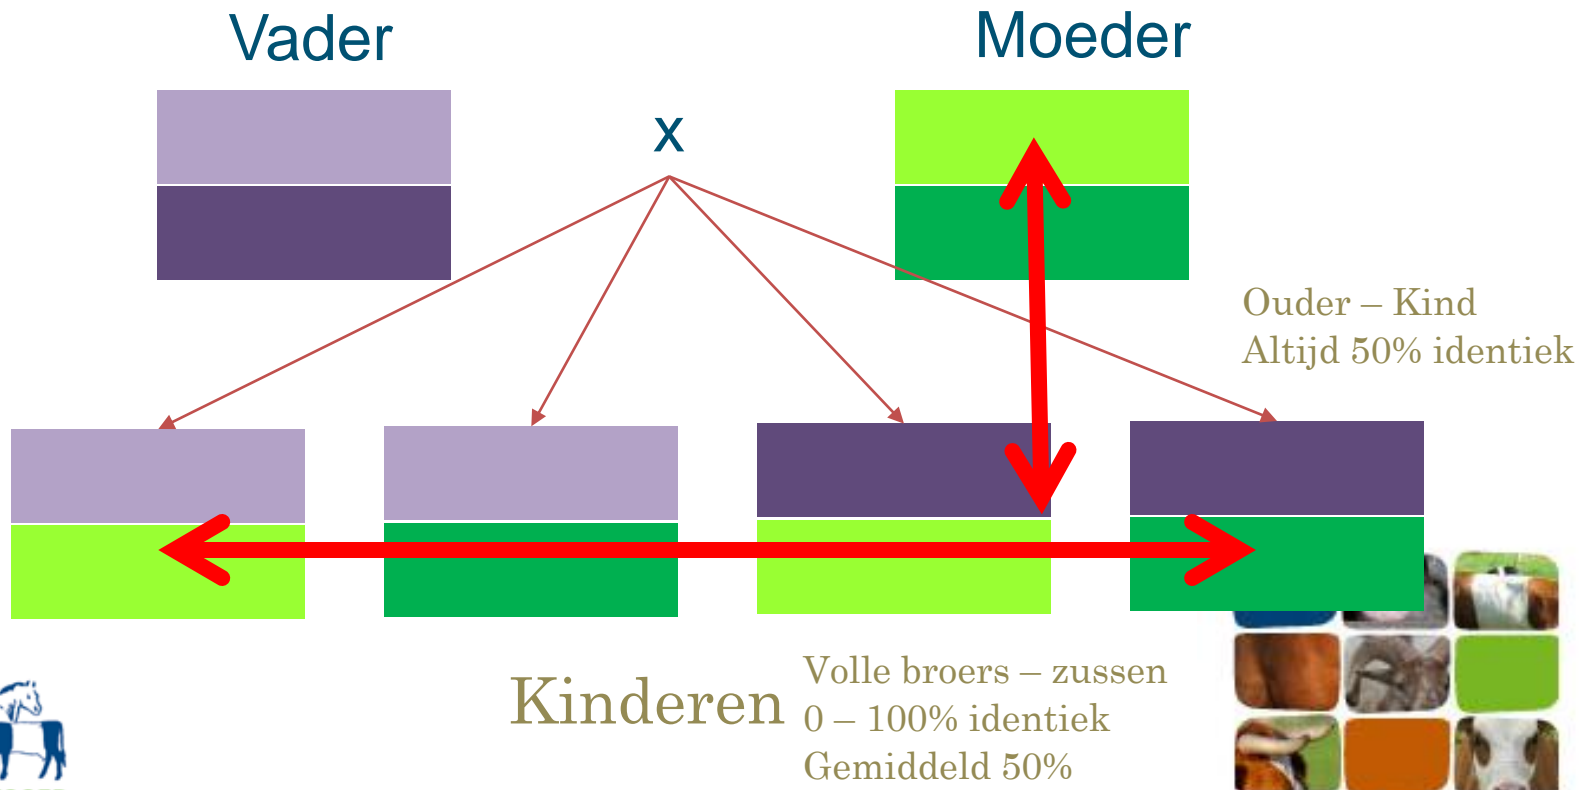 Vader
Moeder
x
Ouder – Kind
Altijd 50% identiek
Kinderen
Volle broers – zussen
0 – 100% identiek
Gemiddeld 50%